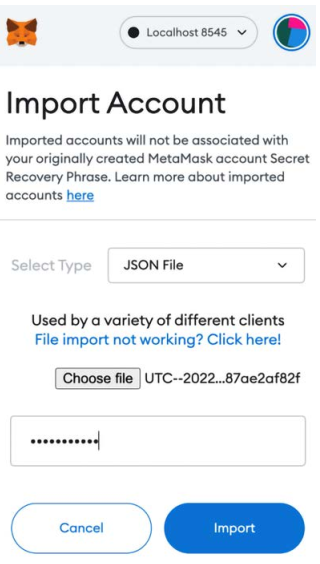 Localhost 8545
Import Account
Imported accounts will not be associated with
your originally created MetaMask account Secret
Recovery Phrase. Learn more about imported
accounts here
Select Type JSON File
Used by a variety of different clients
File import not working? Click here!
Choose file UTC--2022...87ae2af82f
•••••••••••
Cancel Import